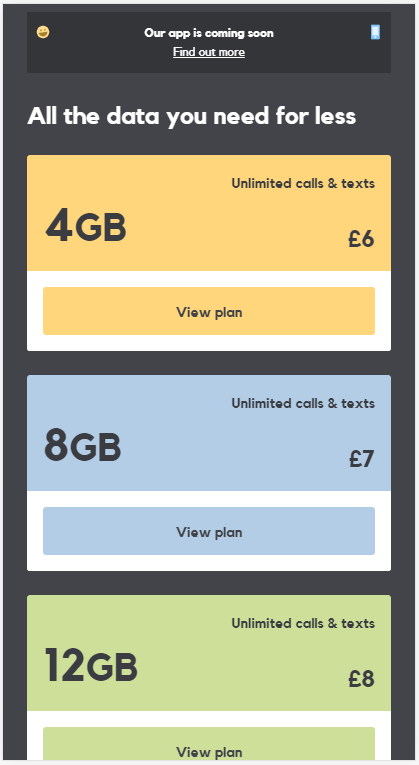 Our app is coming soon
Find out more
All the data you need for less
Unlimited calls & texts
4GB
£6
View plan
Unlimited calls & texts
8GB
£7
View plan
Unlimited calls & texts
12GB
£8
View plan